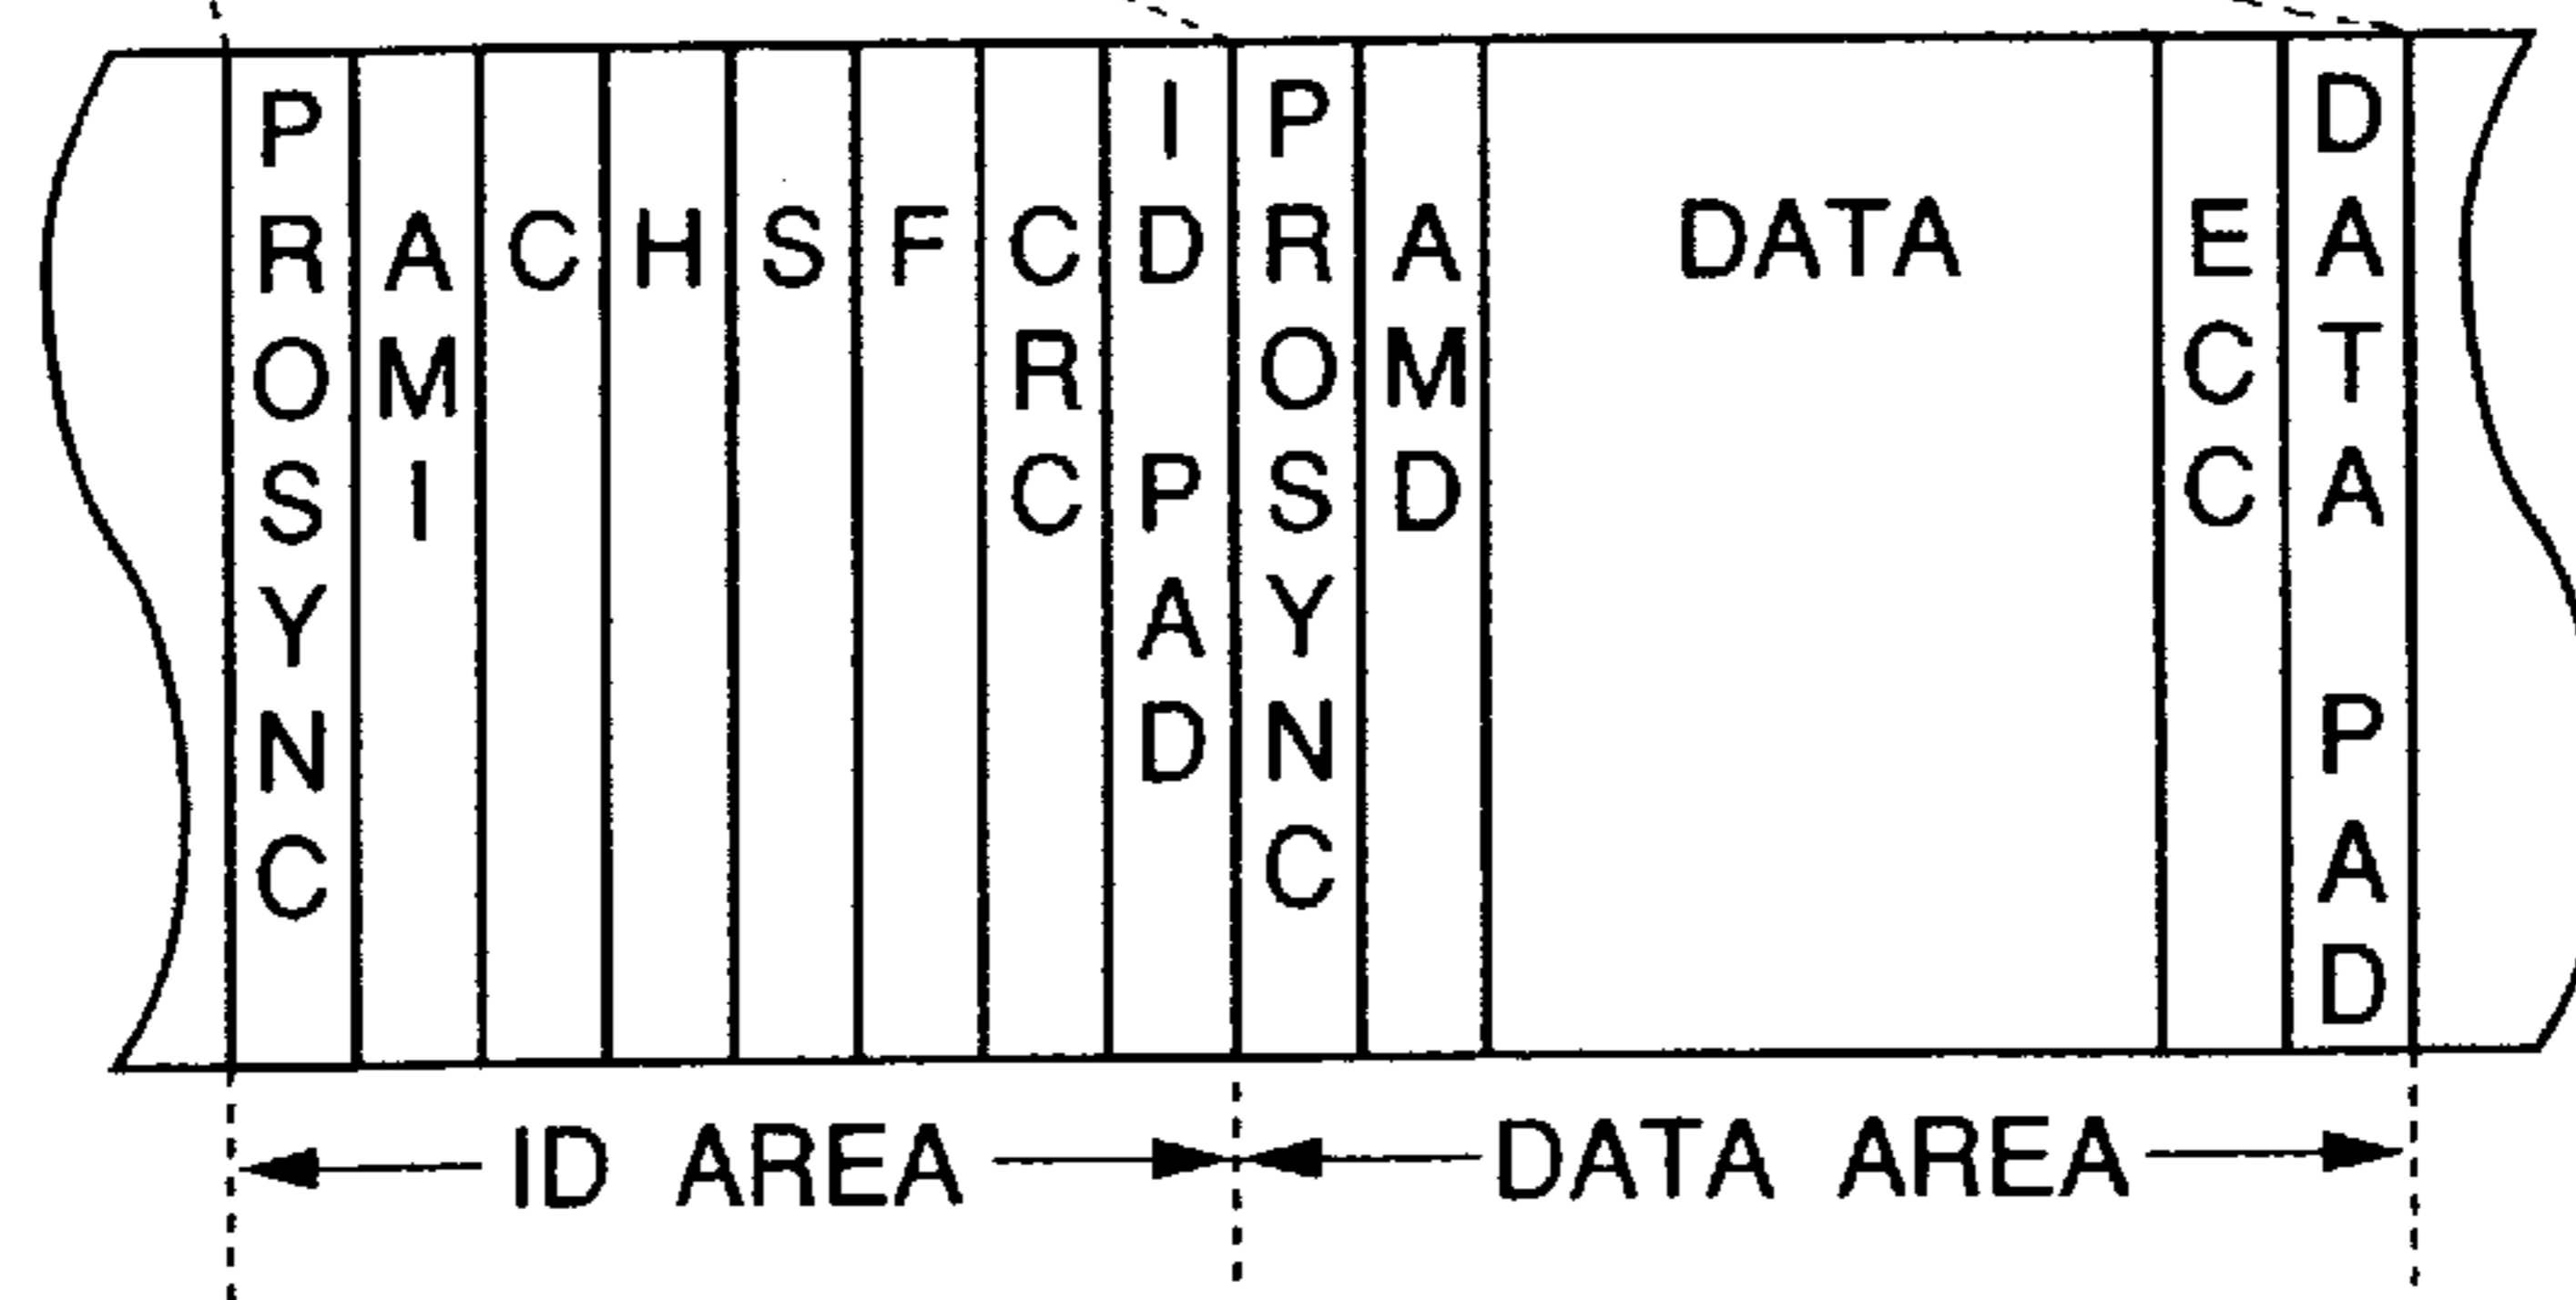 PROSYNC
AMI
C
H
S
F
CRC
ID PAD
PROSYNC
AMD
DATA
ECC
DATA PAD
ID AREA
DATA AREA